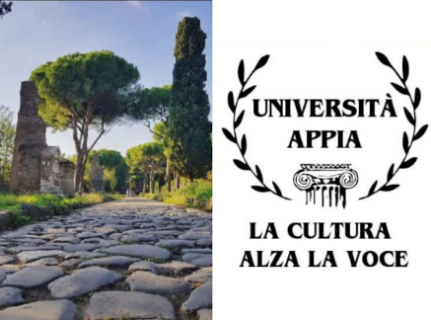 UNIVERSITÀ
APPIA
LA CULTURA
ALZA LA VOCE